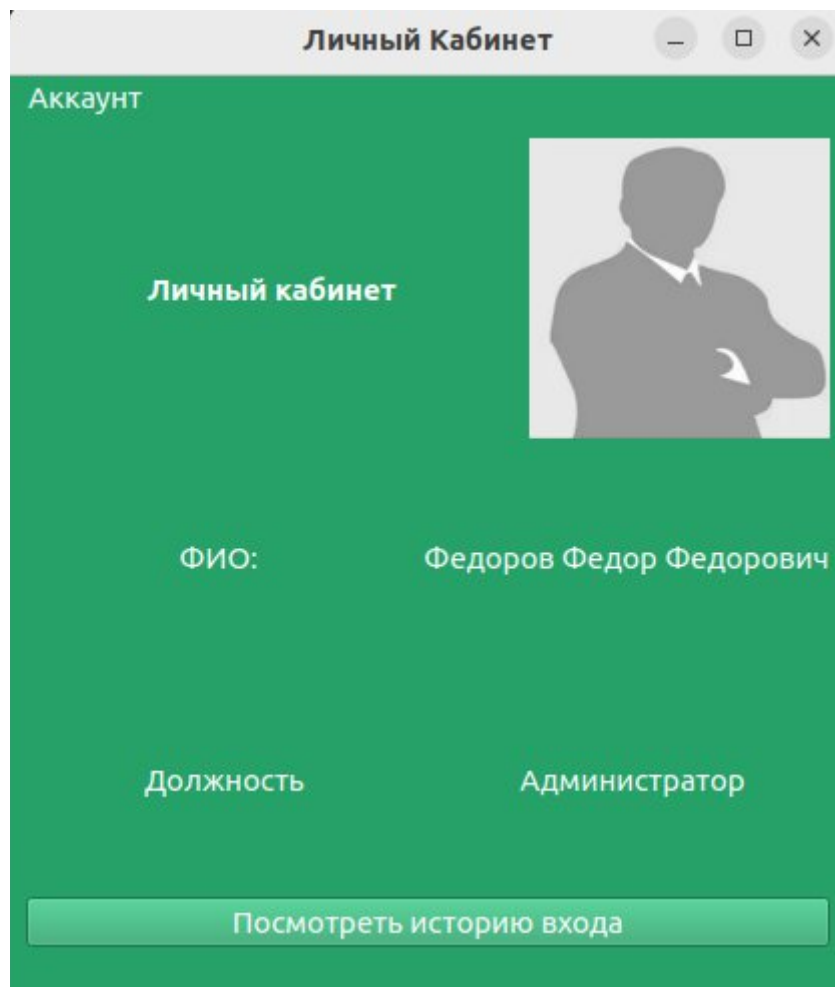 Личный Кабинет
Аккаунт
Личный кабинет
ФИО: Федоров Федор Федорович
Должность Администратор
Посмотреть историю входа